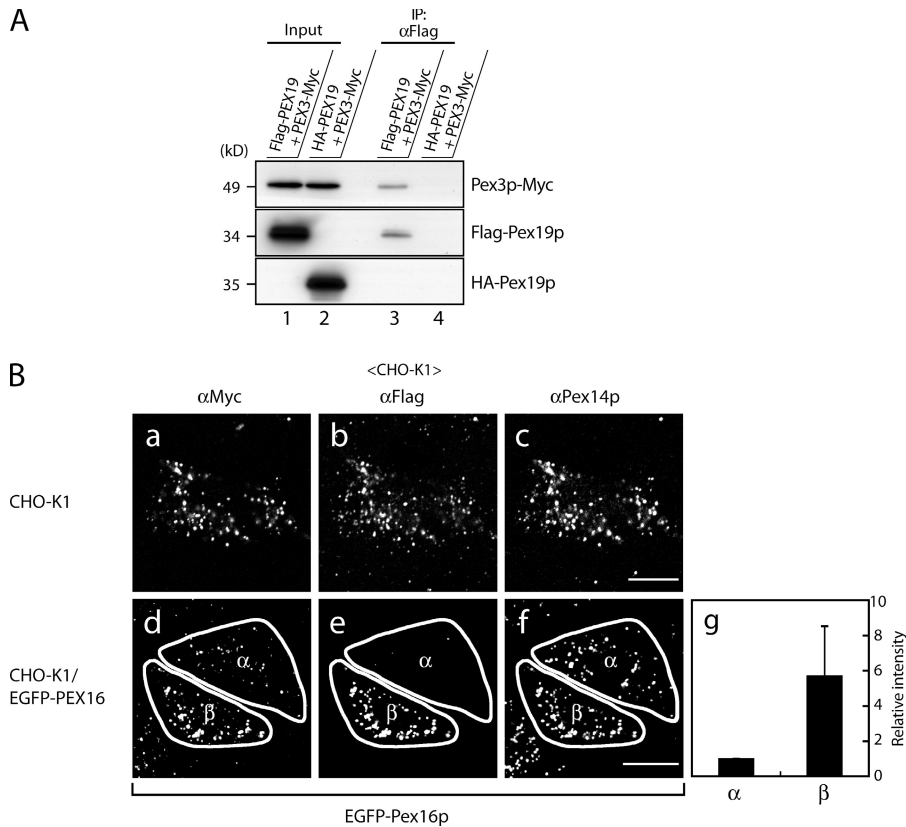 A
Input
IP:
αFlag
Flag-PEX19
+ PEX3-Myc
HA-PEX19
+ PEX3-Myc
Flag-PEX19
+ PEX3-Myc
HA-PEX19
+ PEX3-Myc
(kD)
49
Pex3p-Myc
34
Flag-Pex19p
35
HA-Pex19p
1 2 3 4
B
<CHO-K1>
αMyc αFlag αPex14p
a b c
CHO-K1
d e f g
α α α
β β β
CHO-K1/
EGFP-PEX16
10
8
6
4
2
0
Relative intensity
α β
EGFP-Pex16p